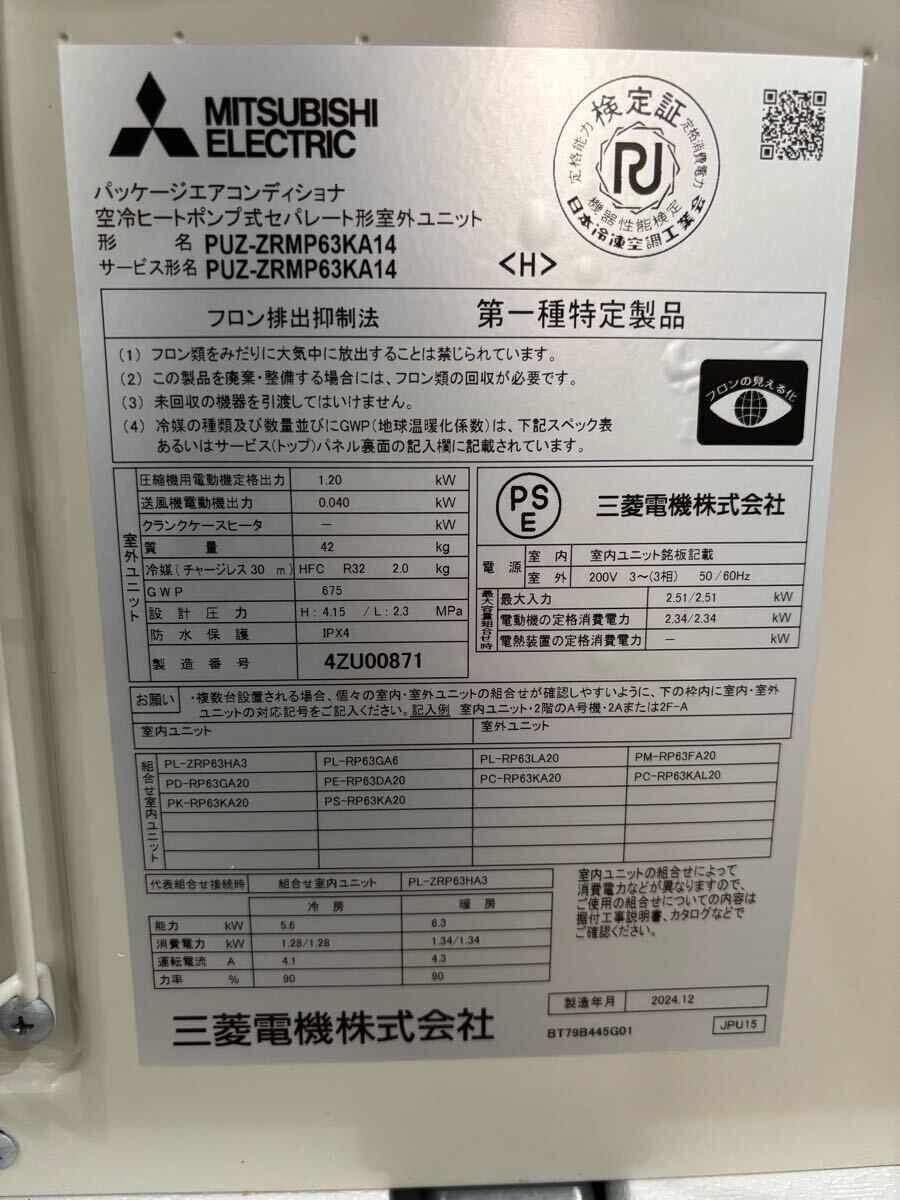 MITSUBISHI
ELECTRIC
検定証
定格能力
定格消費電力
機器性能検定
日本冷凍空調工業会
パッケージエアコンディショナ
空冷ヒートポンプ式セパレート形室外ユニット
形 名 PUZ-ZRMP63KA14
サービス形名 PUZ-ZRMP63KA14 <H>
フロン排出抑制法 第一種特定製品
(1) フロン類をみだりに大気中に放出することは禁じられています。
(2) この製品を廃棄・整備する場合には、フロン類の回収が必要です。
(3) 未回収の機器を引渡してはいけません。
(4) 冷媒の種類及び数量並びにGWP(地球温暖化係数)は、下記スペック表
あるいはサービス(トップ)パネル裏面の記入欄に記載されています。
フロンの見える化
室外ユニット
圧縮機用電動機定格出力 1.20 kW
送風機電動機出力 0.040 kW
クランクケースヒータ － kW
質 量 42 kg
冷媒(チャージレス30 m) HFC R32 2.0 kg
GWP 675
設計圧力 H:4.15 /L:2.3 MPa
防水保護 IPX4
製造番号 4ZU00871
PS
E
三菱電機株式会社
電源 室内 室内ユニット銘板記載
室外 200V 3～(3相) 50/60Hz
最大容量組合せ時
最大入力 2.51/2.51 kW
電動機の定格消費電力 2.34/2.34 kW
電熱装置の定格消費電力 － kW
お願い ・複数台設置される場合、個々の室内・室外ユニットの組合せが確認しやすいように、下の枠内に室内・室外
ユニットの対応記号をご記入ください。記入例 室内ユニット・2階のA号機・2Aまたは2F-A
室内ユニット 室外ユニット
組合せ室内ユニット
PL-ZRP63HA3 PL-RP63GA6 PL-RP63LA20 PM-RP63FA20
PD-RP63GA20 PE-RP63DA20 PC-RP63KA20 PC-RP63KAL20
PK-RP63KA20 PS-RP63KA20
代表組合せ接続時 組合せ室内ユニット PL-ZRP63HA3
冷房 暖房
能力 kW 5.6 6.3
消費電力 kW 1.28/1.28 1.34/1.34
運転電流 A 4.1 4.3
力率 % 90 90
室内ユニットの組合せによって
消費電力などが異なりますので、
ご使用の組合せについての内容は
据付工事説明書、カタログなどで
ご確認ください。
製造年月 2024.12
三菱電機株式会社
BT79B445G01 JPU15